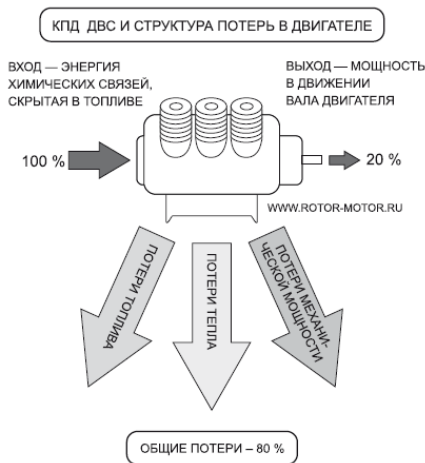 КПД ДВС И СТРУКТУРА ПОТЕРЬ В ДВИГАТЕЛЕ
ВХОД — ЭНЕРГИЯ
ХИМИЧЕСКИХ СВЯЗЕЙ,
СКРЫТАЯ В ТОПЛИВЕ
ВЫХОД — МОЩНОСТЬ
В ДВИЖЕНИИ
ВАЛА ДВИГАТЕЛЯ
100 %
20 %
WWW.ROTOR-MOTOR.RU
ПОТЕРИ ТОПЛИВА
ПОТЕРИ ТЕПЛА
ПОТЕРИ МЕХАНИ-
ЧЕСКОЙ МОЩНОСТИ
ОБЩИЕ ПОТЕРИ – 80 %